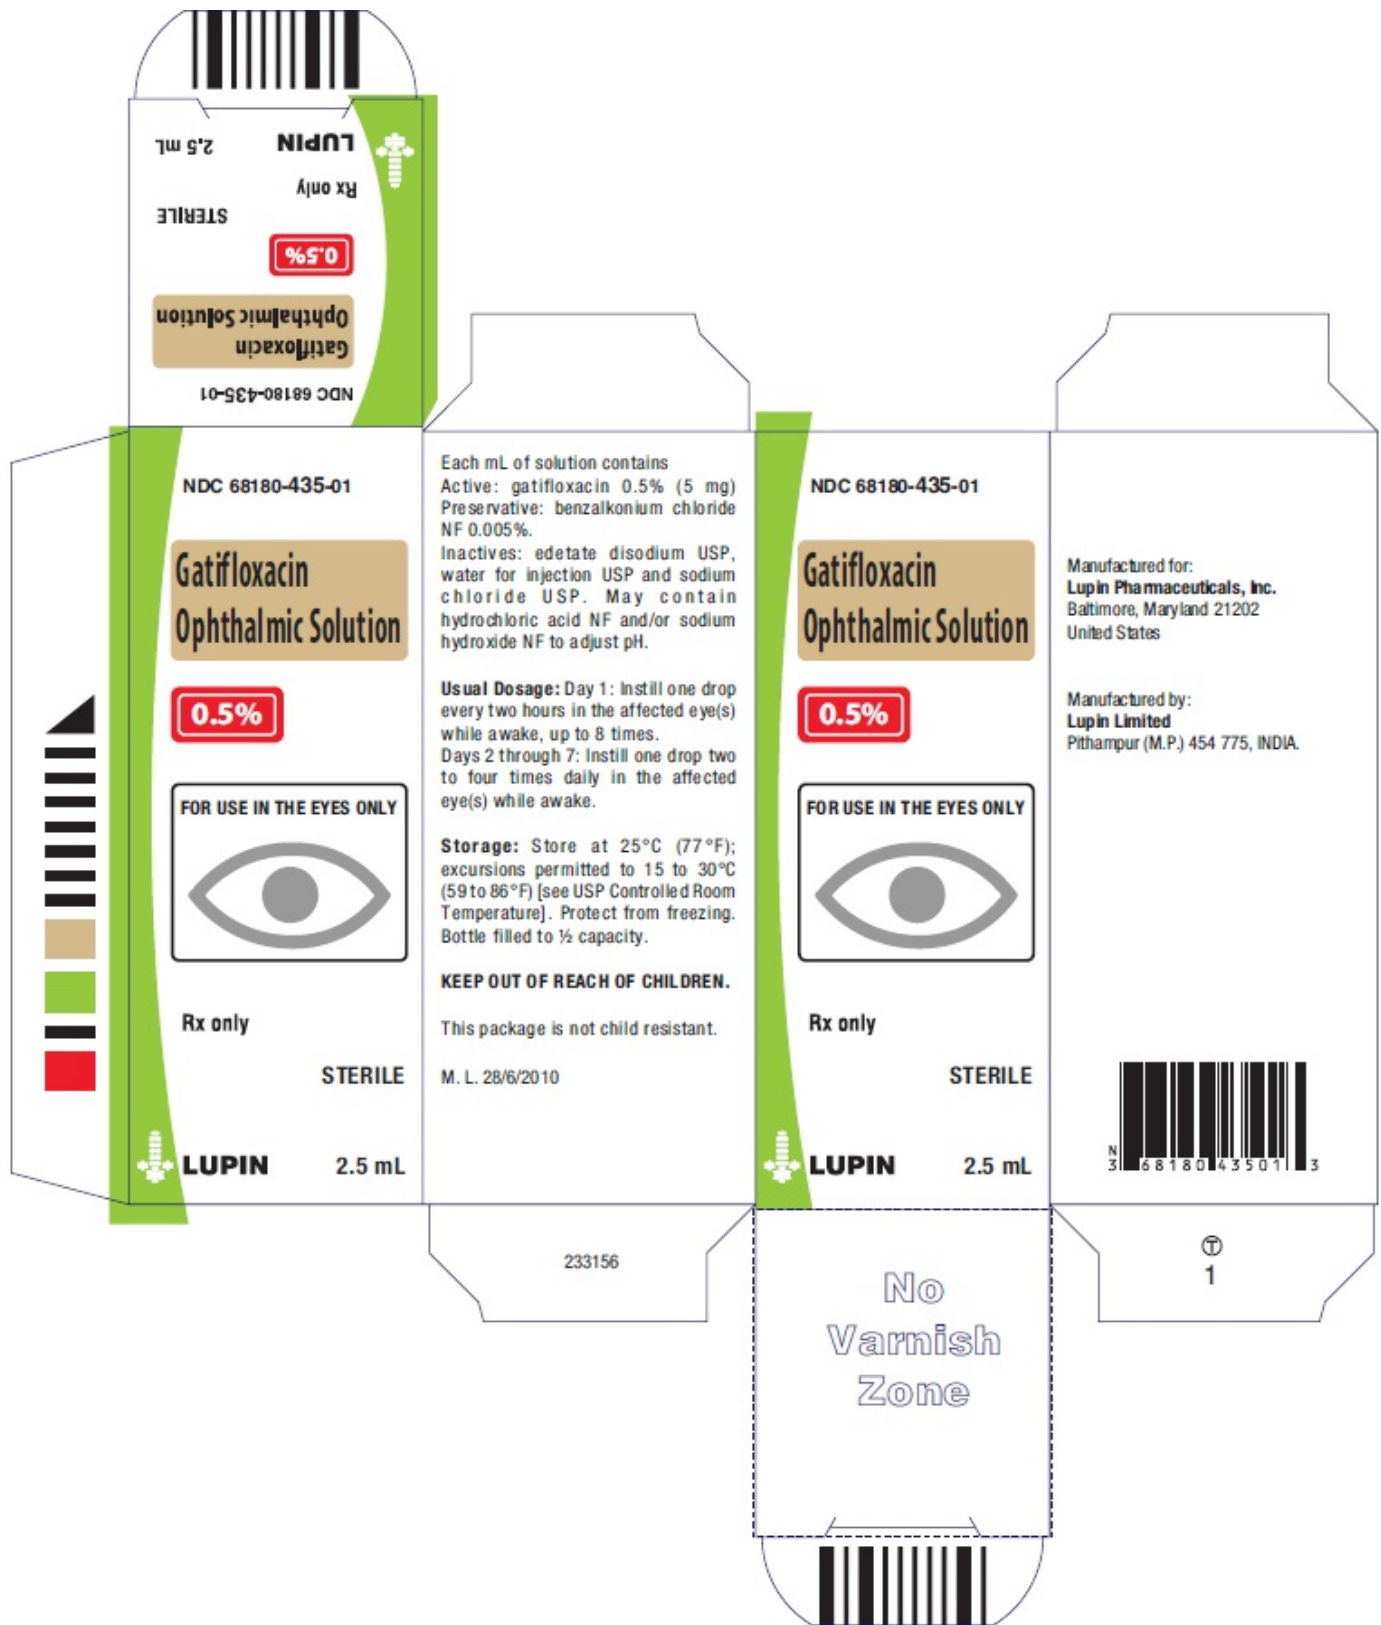 LUPIN 2.5 mL
Rx only
STERILE
0.5%
Gatifloxacin
Ophthalmic Solution
NDC 68180-435-01
NDC 68180-435-01
Gatifloxacin
Ophthalmic Solution
0.5%
FOR USE IN THE EYES ONLY
Rx only
STERILE
LUPIN 2.5 mL
Each mL of solution contains
Active: gatifloxacin 0.5% (5 mg)
Preservative: benzalkonium chloride
NF 0.005%.
Inactives: edetate disodium USP,
water for injection USP and sodium
chloride USP. May contain
hydrochloric acid NF and/or sodium
hydroxide NF to adjust pH.
Usual Dosage: Day 1: Instill one drop
every two hours in the affected eye(s)
while awake, up to 8 times.
Days 2 through 7: Instill one drop two
to four times daily in the affected
eye(s) while awake.
Storage: Store at 25°C (77°F);
excursions permitted to 15 to 30°C
(59 to 86°F) [see USP Controlled Room
Temperature]. Protect from freezing.
Bottle filled to ½ capacity.
KEEP OUT OF REACH OF CHILDREN.
This package is not child resistant.
M. L. 28/6/2010
233156
NDC 68180-435-01
Gatifloxacin
Ophthalmic Solution
0.5%
FOR USE IN THE EYES ONLY
Rx only
STERILE
LUPIN 2.5 mL
No
Varnish
Zone
Manufactured for:
Lupin Pharmaceuticals, Inc.
Baltimore, Maryland 21202
United States
Manufactured by:
Lupin Limited
Pithampur (M.P.) 454 775, INDIA.
N
3 68180 43501 3
T
1